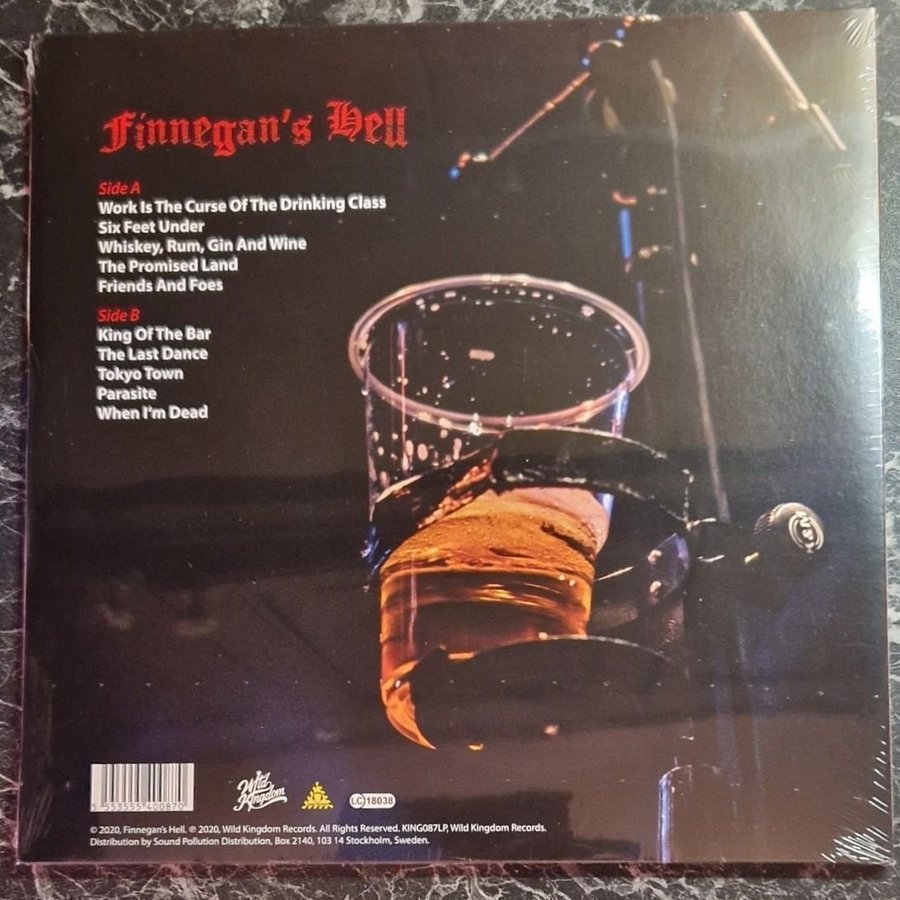 Finnegan's Hell
Side A
Work Is The Curse Of The Drinking Class
Six Feet Under
Whiskey, Rum, Gin And Wine
The Promised Land
Friends And Foes
Side B
King Of The Bar
The Last Dance
Tokyo Town
Parasite
When I'm Dead
5 553555 400870
Wild Kingdom
LC 18038
© 2020, Finnegan's Hell. ℗ 2020, Wild Kingdom Records. All Rights Reserved. KING087LP, Wild Kingdom Records.
Distribution by Sound Pollution Distribution, Box 2140, 103 14 Stockholm, Sweden.